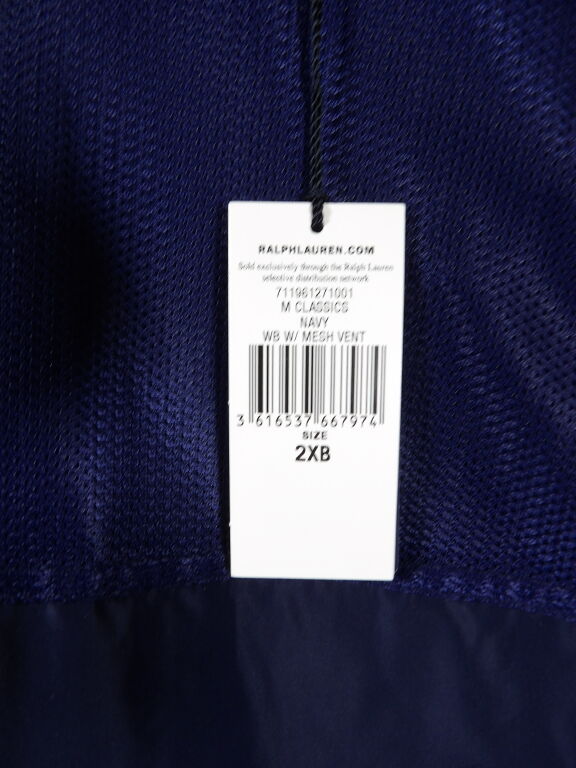 RALPHLAUREN.COM
Sold exclusively through the Ralph Lauren
selective distribution network
711961271001
M CLASSICS
NAVY
WB W/ MESH VENT
3 616537 667974
SIZE
2XB